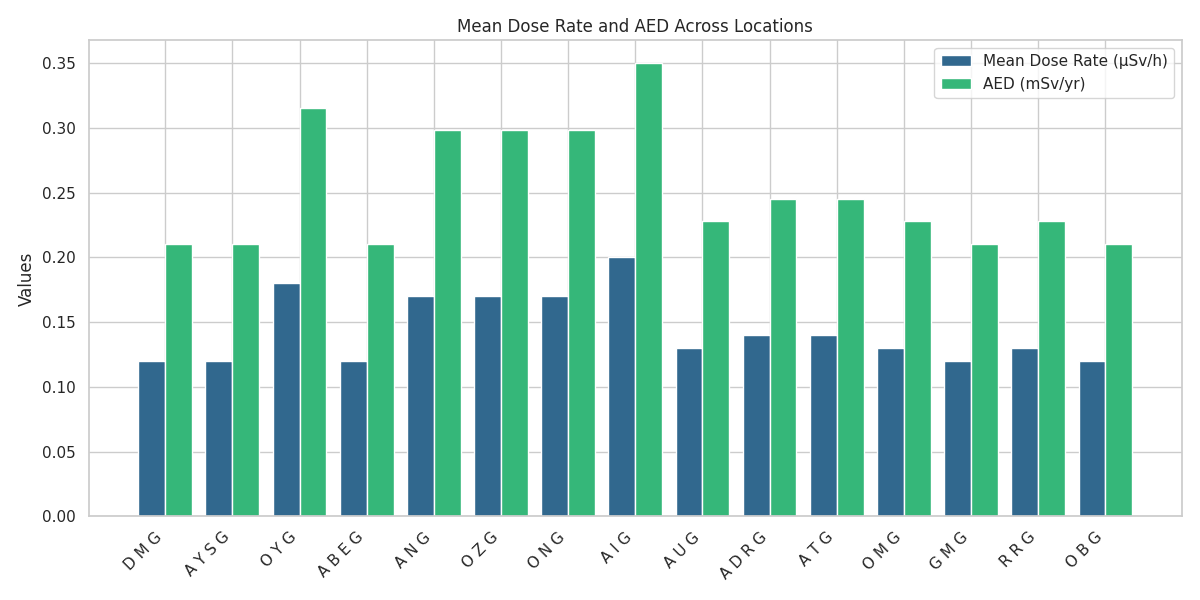 Mean Dose Rate and AED Across Locations
Mean Dose Rate (μSv/h)
AED (mSv/yr)
Values
0.35
0.30
0.25
0.20
0.15
0.10
0.05
0.00
D M G
A Y S G
O Y G
A B E G
A N G
O Z G
O N G
A I G
A U G
A D R G
A T G
O M G
G M G
R R G
O B G